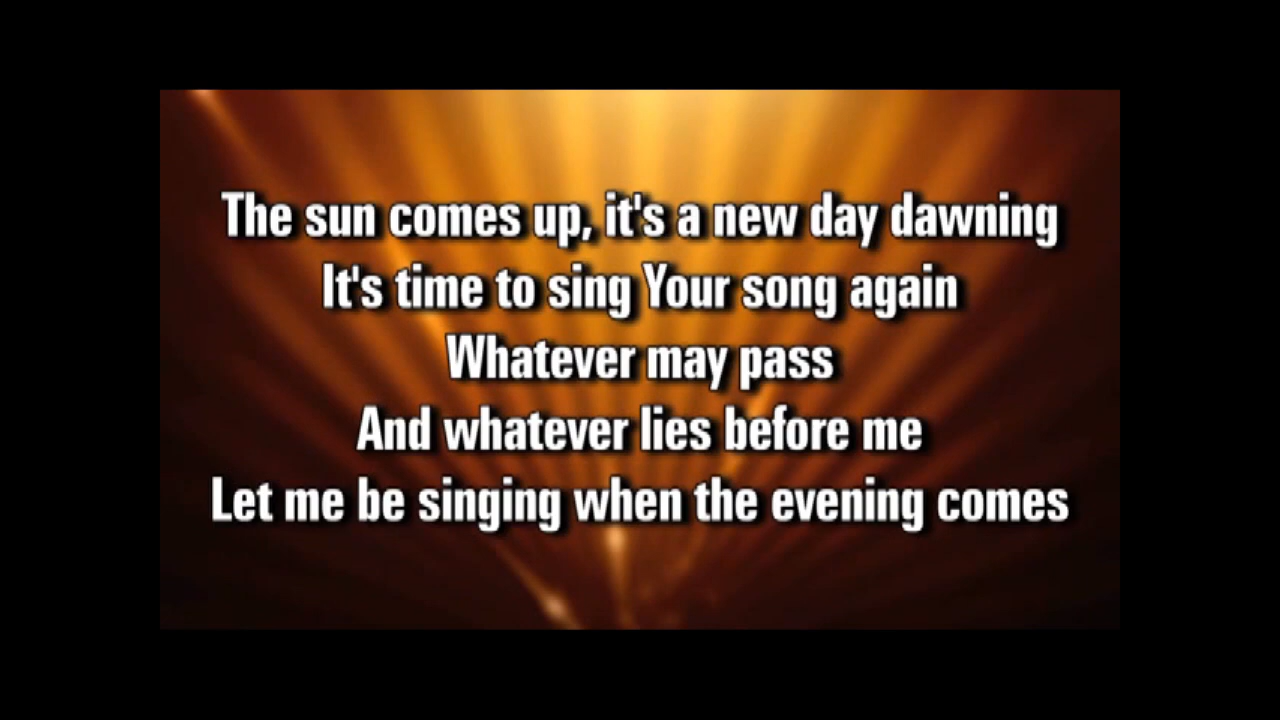 The sun comes up, it's a new day dawning
It's time to sing Your song again
Whatever may pass
And whatever lies before me
Let me be singing when the evening comes